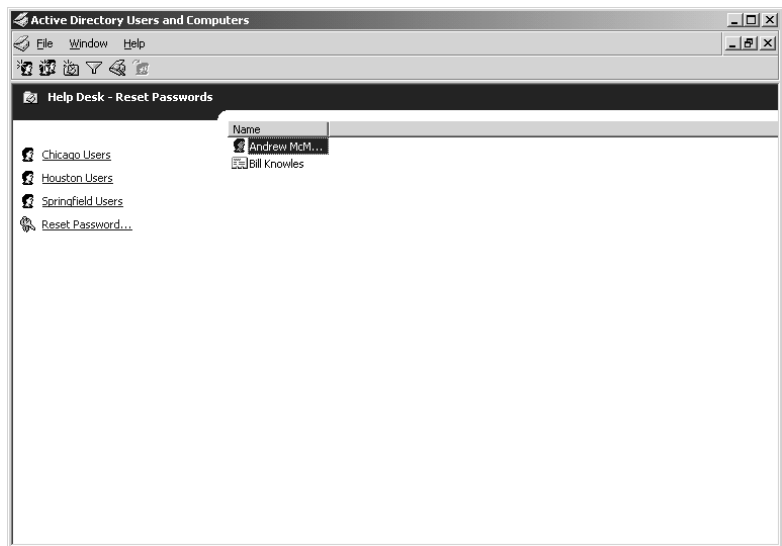 Active Directory Users and Computers
File Window Help
Help Desk - Reset Passwords
Name
Andrew McM...
Bill Knowles
Chicago Users
Houston Users
Springfield Users
Reset Password...